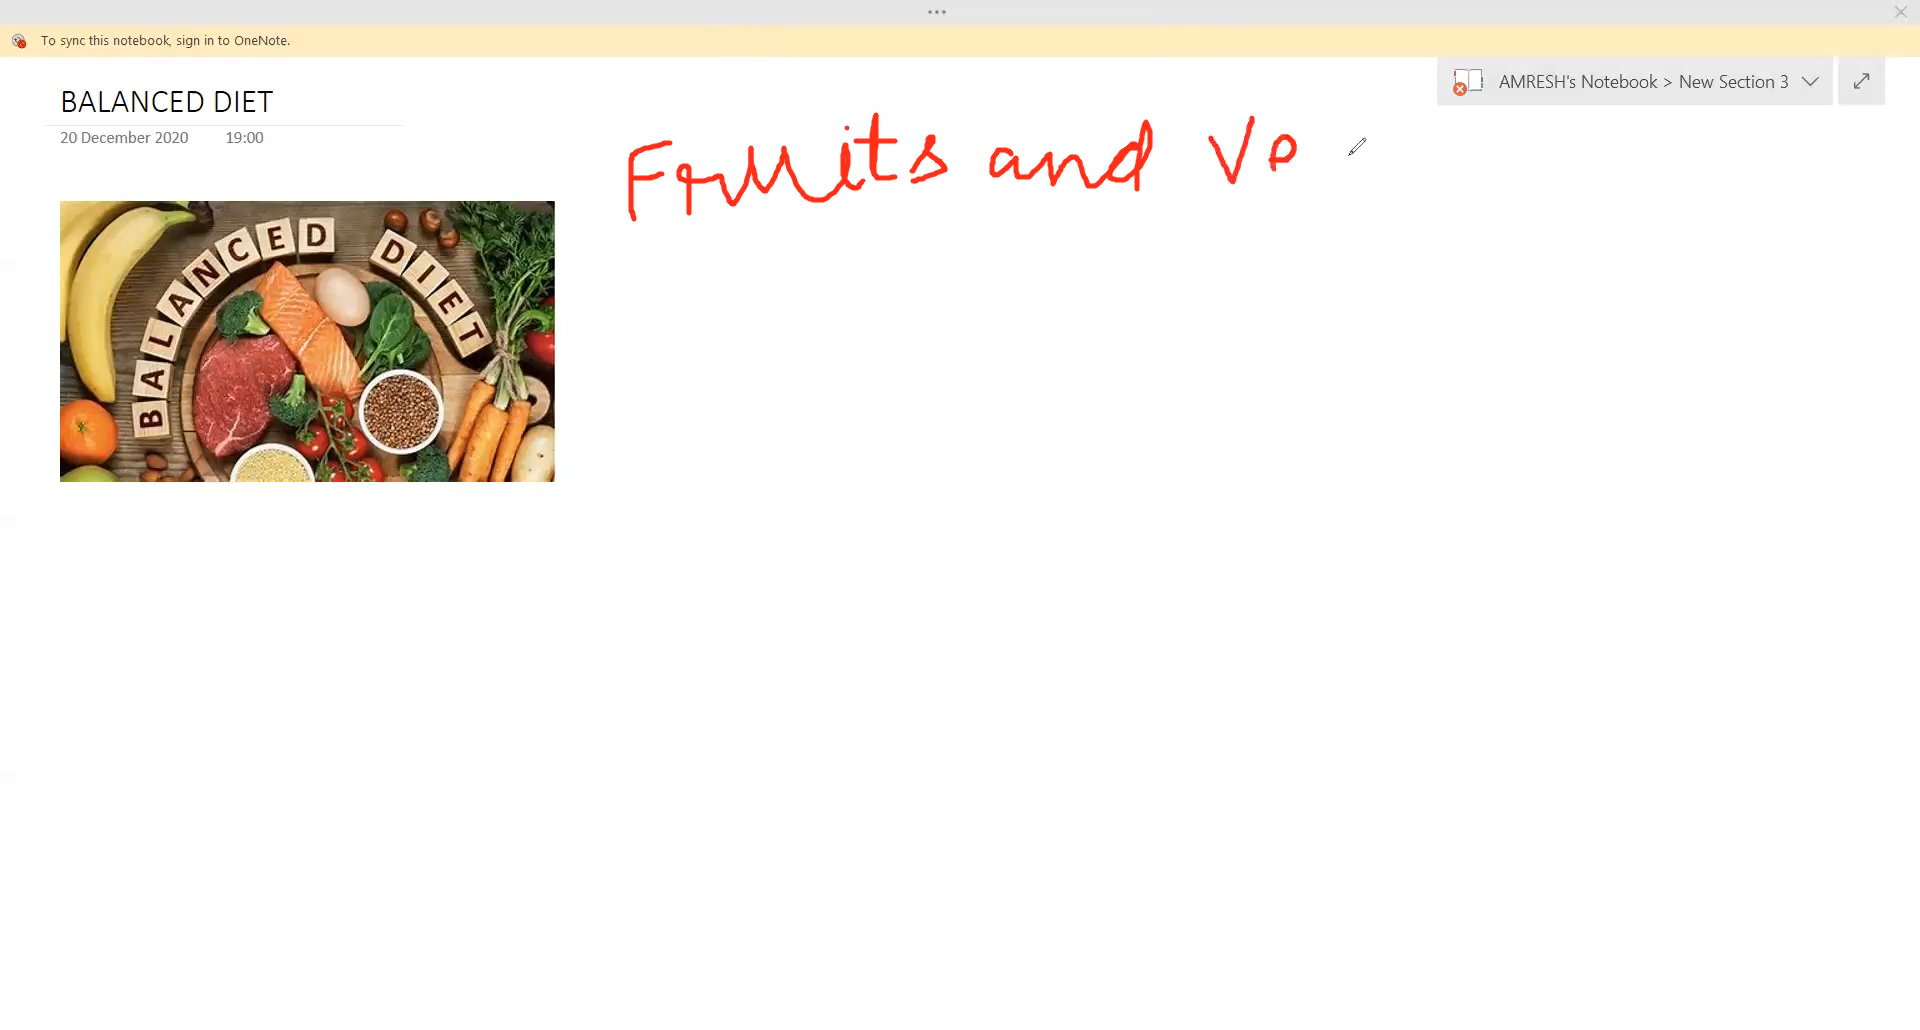 To sync this notebook, sign in to OneNote.
AMRESH's Notebook > New Section 3
BALANCED DIET
20 December 2020 19:00
Fruits and Ve
BALANCED DIET